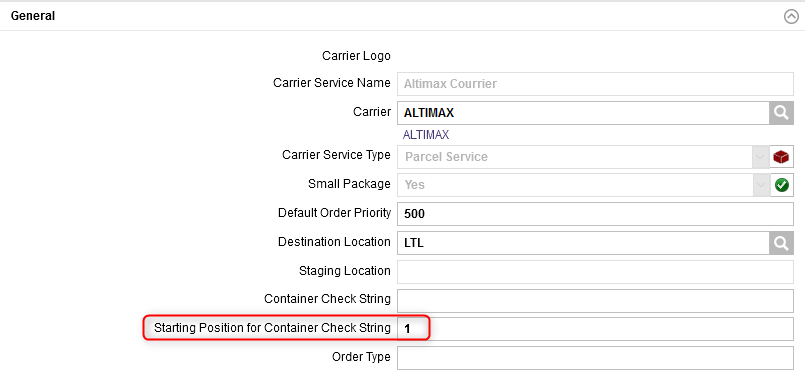 General
Carrier Logo
Carrier Service Name Altimax Courrier
Carrier ALTIMAX
ALTIMAX
Carrier Service Type Parcel Service
Small Package Yes
Default Order Priority 500
Destination Location LTL
Staging Location
Container Check String
Starting Position for Container Check String 1
Order Type